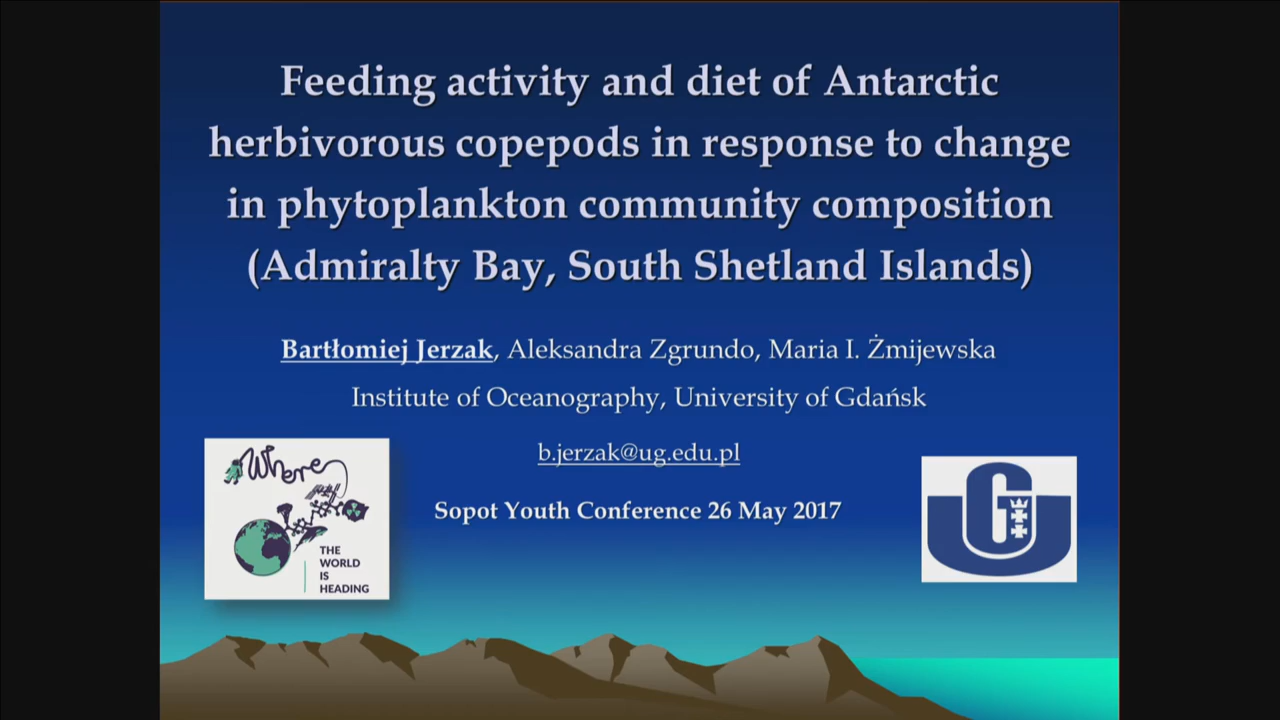 Feeding activity and diet of Antarctic
herbivorous copepods in response to change
in phytoplankton community composition
(Admiralty Bay, South Shetland Islands)
Bartłomiej Jerzak, Aleksandra Zgrundo, Maria I. Żmijewska
Institute of Oceanography, University of Gdańsk
b.jerzak@ug.edu.pl
Sopot Youth Conference 26 May 2017
Where
THE
WORLD
IS
HEADING
UG